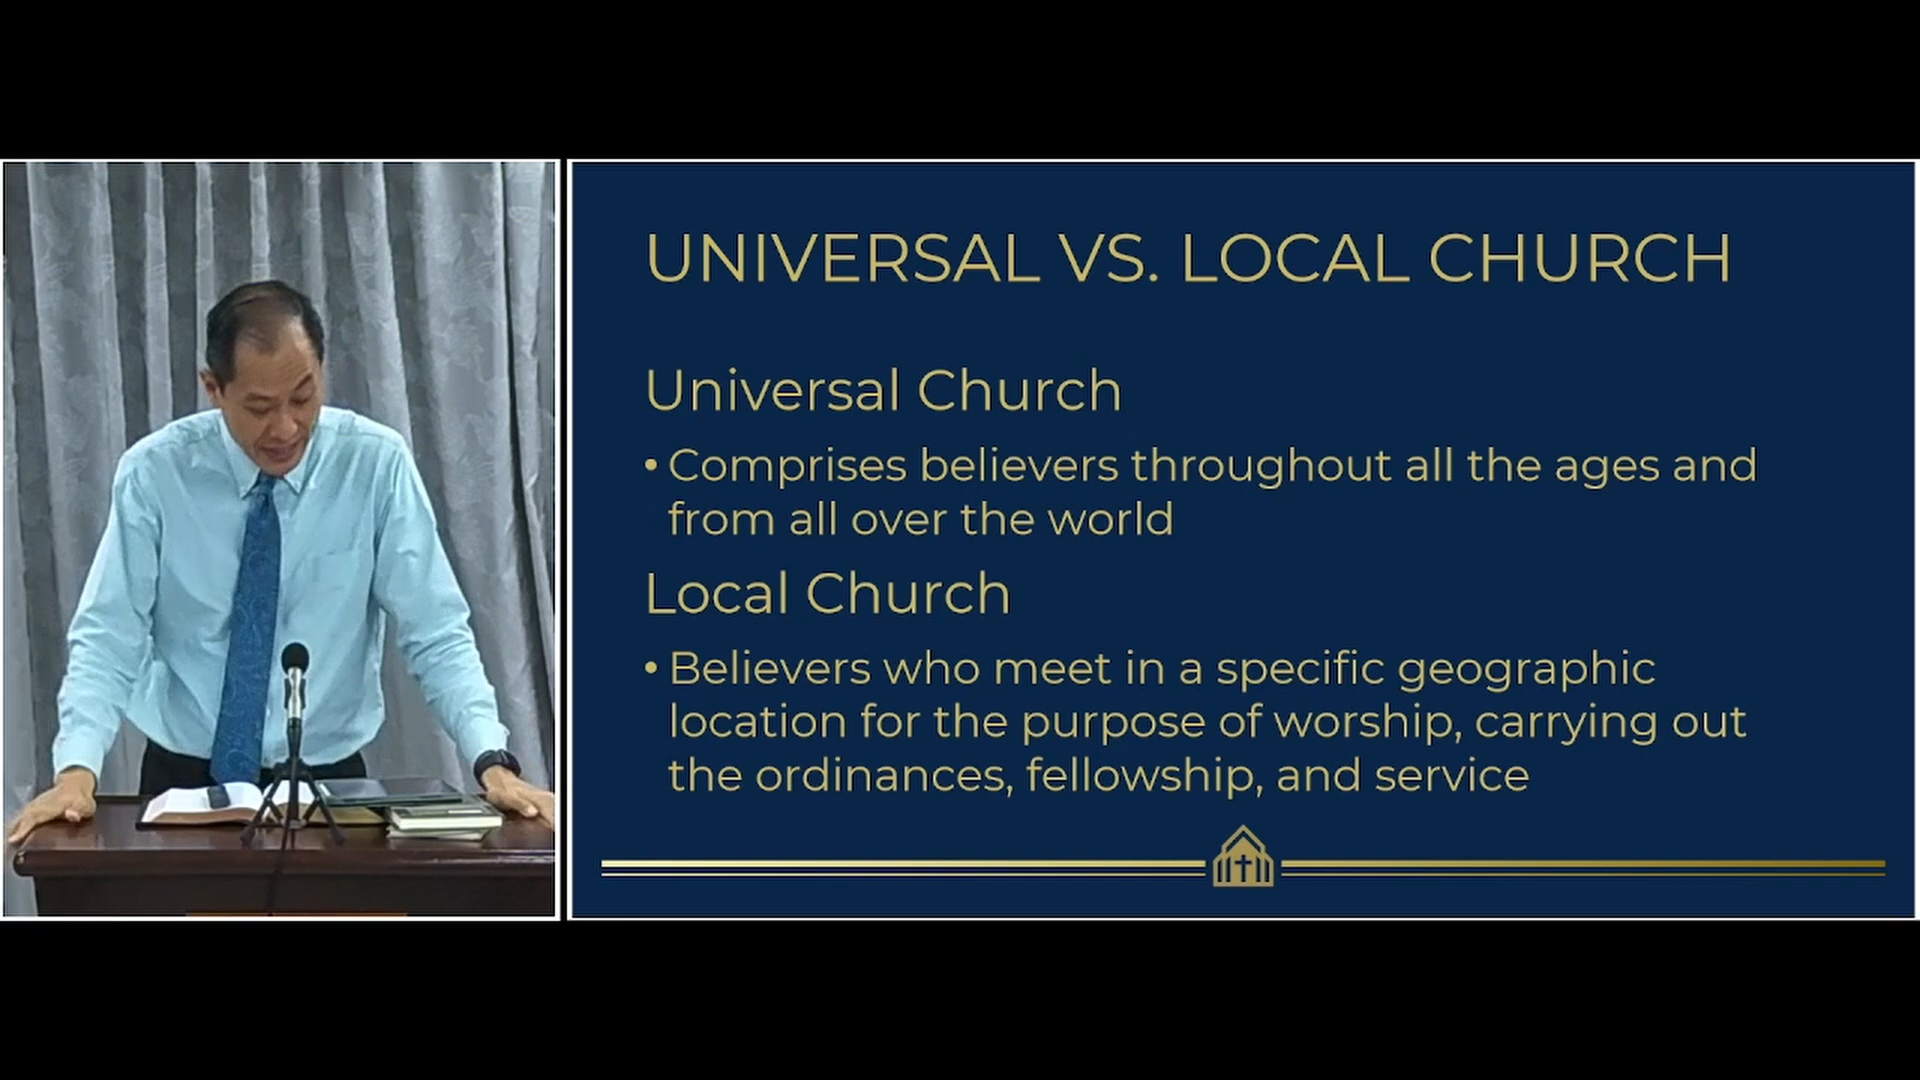 UNIVERSAL VS. LOCAL CHURCH
Universal Church
• Comprises believers throughout all the ages and
from all over the world
Local Church
• Believers who meet in a specific geographic
location for the purpose of worship, carrying out
the ordinances, fellowship, and service